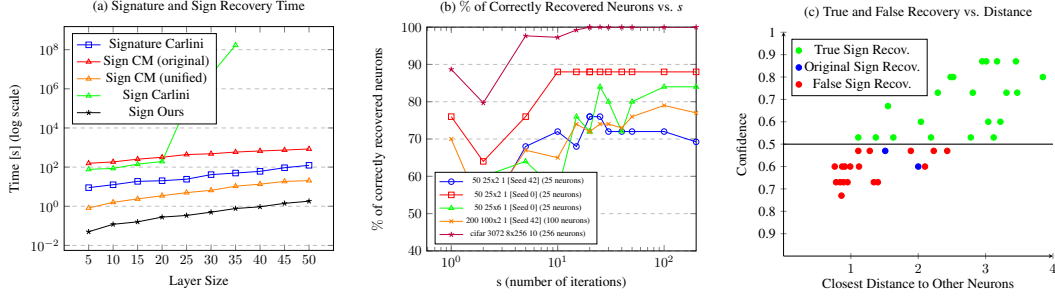 (a) Signature and Sign Recovery Time
Time [s] (log scale)
10^8
10^6
10^4
10^2
10^0
10^−2
Signature Carlini
Sign CM (original)
Sign CM (unified)
Sign Carlini
Sign Ours
5 10 15 20 25 30 35 40 45 50
Layer Size
(b) % of Correctly Recovered Neurons vs. s
% of correctly recovered neurons
100
90
80
70
60
50
40
50 25x2 1 [Seed 42] (25 neurons)
50 25x2 1 [Seed 0] (25 neurons)
50 25x6 1 [Seed 0] (25 neurons)
200 100x2 1 [Seed 42] (100 neurons)
cifar 3072 8x256 10 (256 neurons)
10^0 10^1 10^2
s (number of iterations)
(c) True and False Recovery vs. Distance
Confidence
0.9
0.8
0.7
0.6
0.5
0.6
0.7
0.8
0.9
True Sign Recov.
Original Sign Recov.
False Sign Recov.
1 2 3 4
Closest Distance to Other Neurons